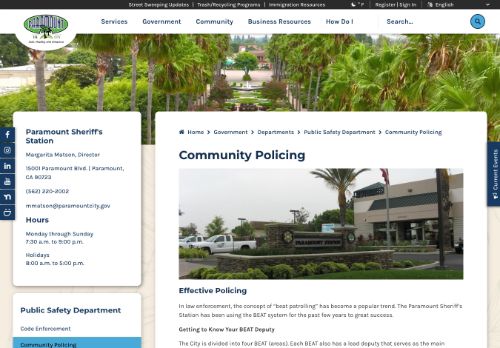 Street Sweeping Updates | Trash/Recycling Programs | Immigration Resources
° F
Register | Sign In
English
PARAMOUNT
Services
Government
Community
Business Resources
How Do I
Search...
Paramount Sheriff's Station
Margarita Matson, Director
15001 Paramount Blvd. | Paramount, CA 90723
(562) 220-2002
mmatson@paramountcity.gov
Hours
Monday through Sunday
7:30 a.m. to 9:00 p.m.
Holidays
8:00 a.m. to 5:00 p.m.
Public Safety Department
Code Enforcement
Community Policing
Home > Government > Departments > Public Safety Department > Community Policing
Community Policing
PARAMOUNT STATION
Effective Policing
In law enforcement, the concept of "beat patrolling" has become a popular trend. The Paramount Sheriff's
Station has been using the BEAT system for the past few years to great success.
Getting to Know Your BEAT Deputy
The City is divided into four BEAT (areas). Each BEAT also has a lead deputy that serves as the main
Current Events